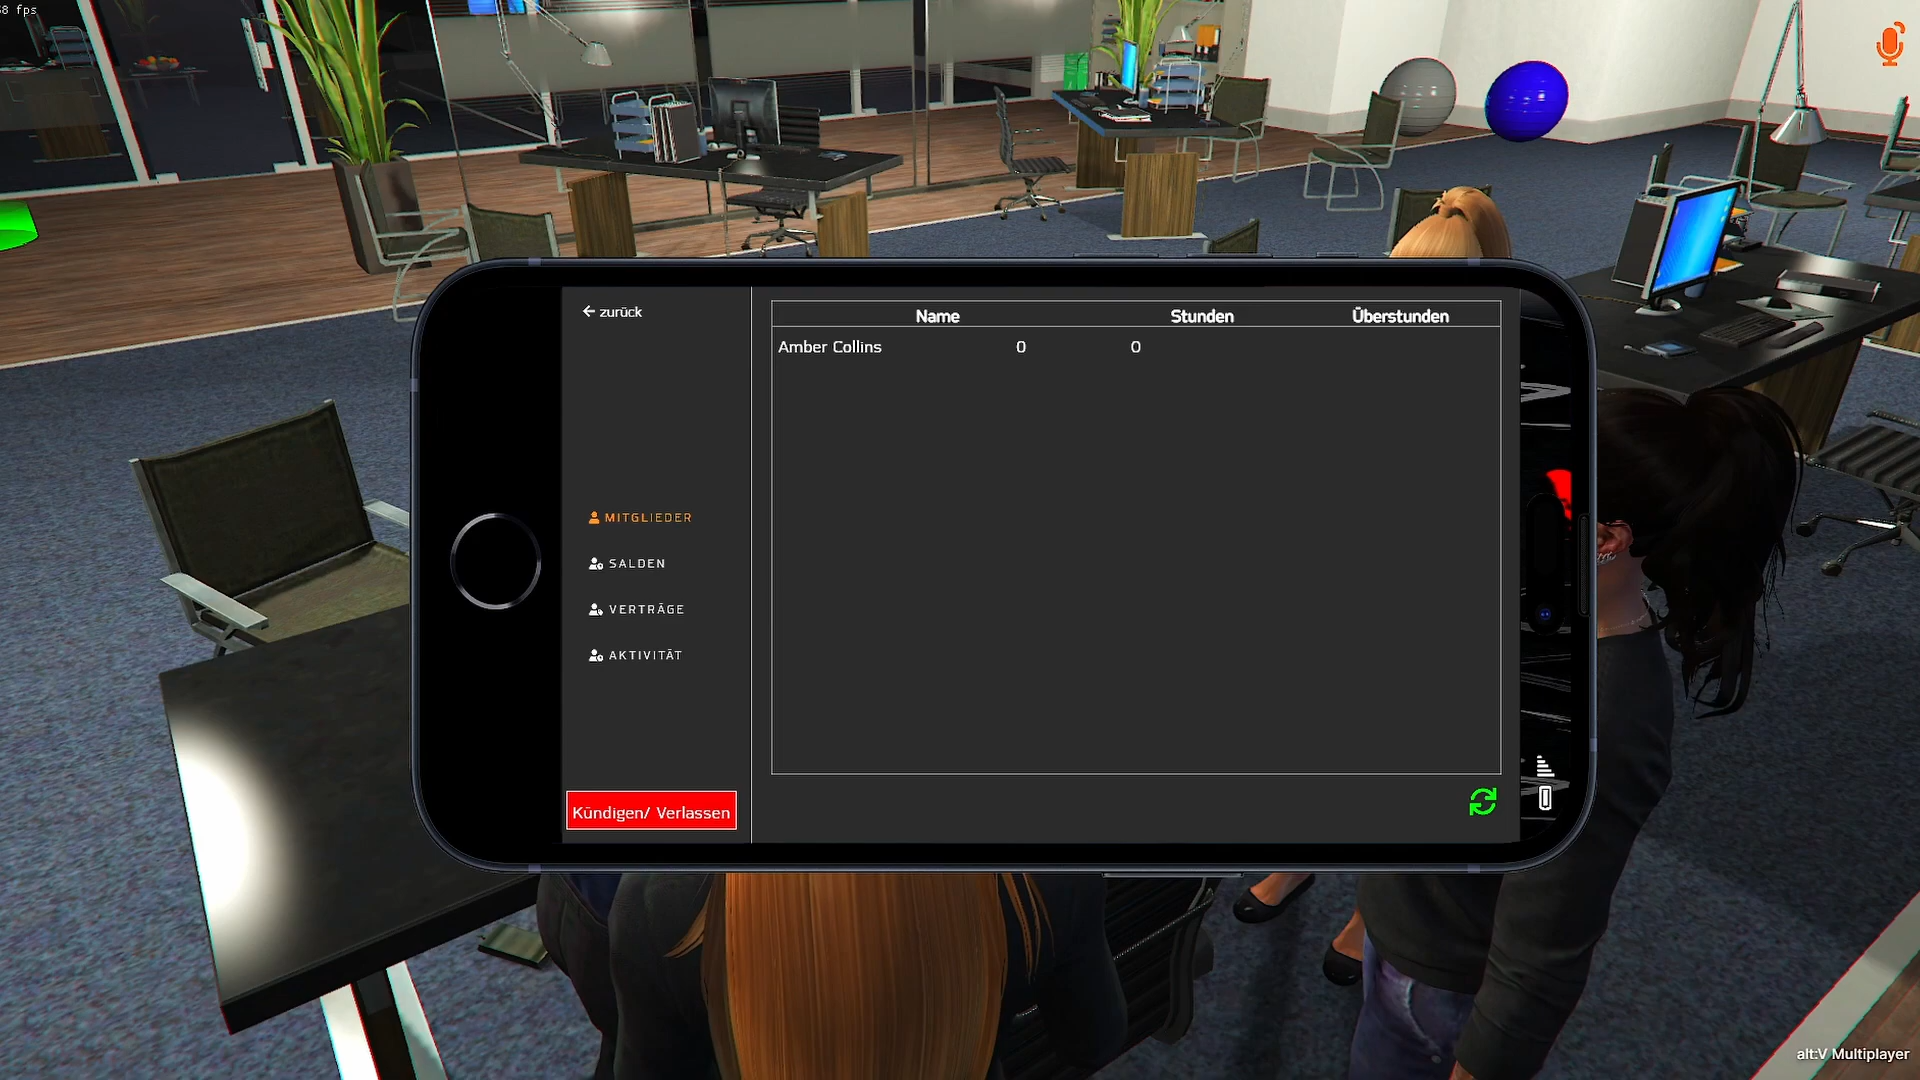 8 fps
zurück
Name Stunden Überstunden
Amber Collins 0 0
MITGLIEDER
SALDEN
VERTRÄGE
AKTIVITÄT
Kündigen/ Verlassen
alt:V Multiplayer